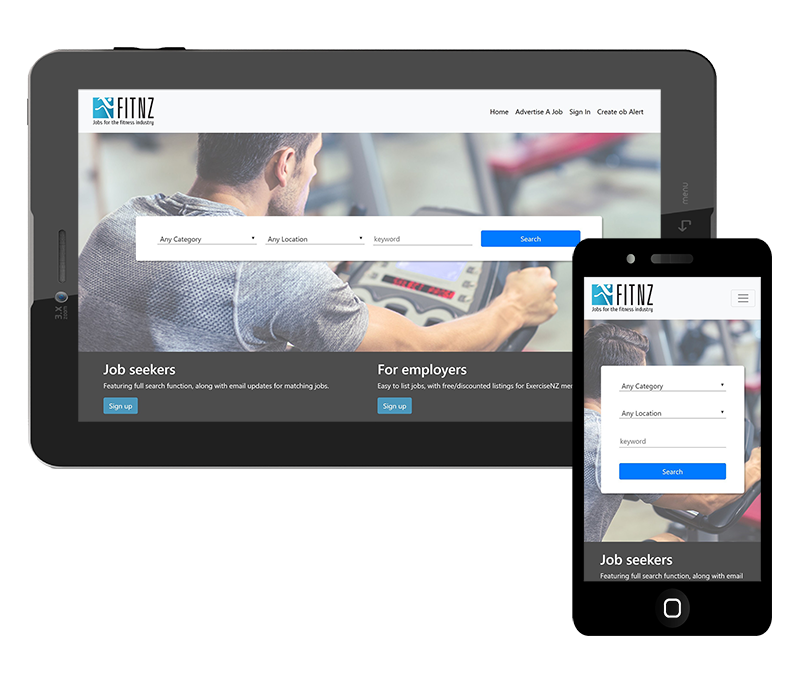 FITNZ
Jobs for the fitness industry
Home Advertise A Job Sign In Create ob Alert
Any Category Any Location keyword Search
Job seekers
Featuring full search function, along with email updates for matching jobs.
Sign up
For employers
Easy to list jobs, with free/discounted listings for ExerciseNZ
Sign up
menu
3.X
zoom
FITNZ
Jobs for the fitness industry
Any Category
Any Location
keyword
Search
Job seekers
Featuring full search function, along with email